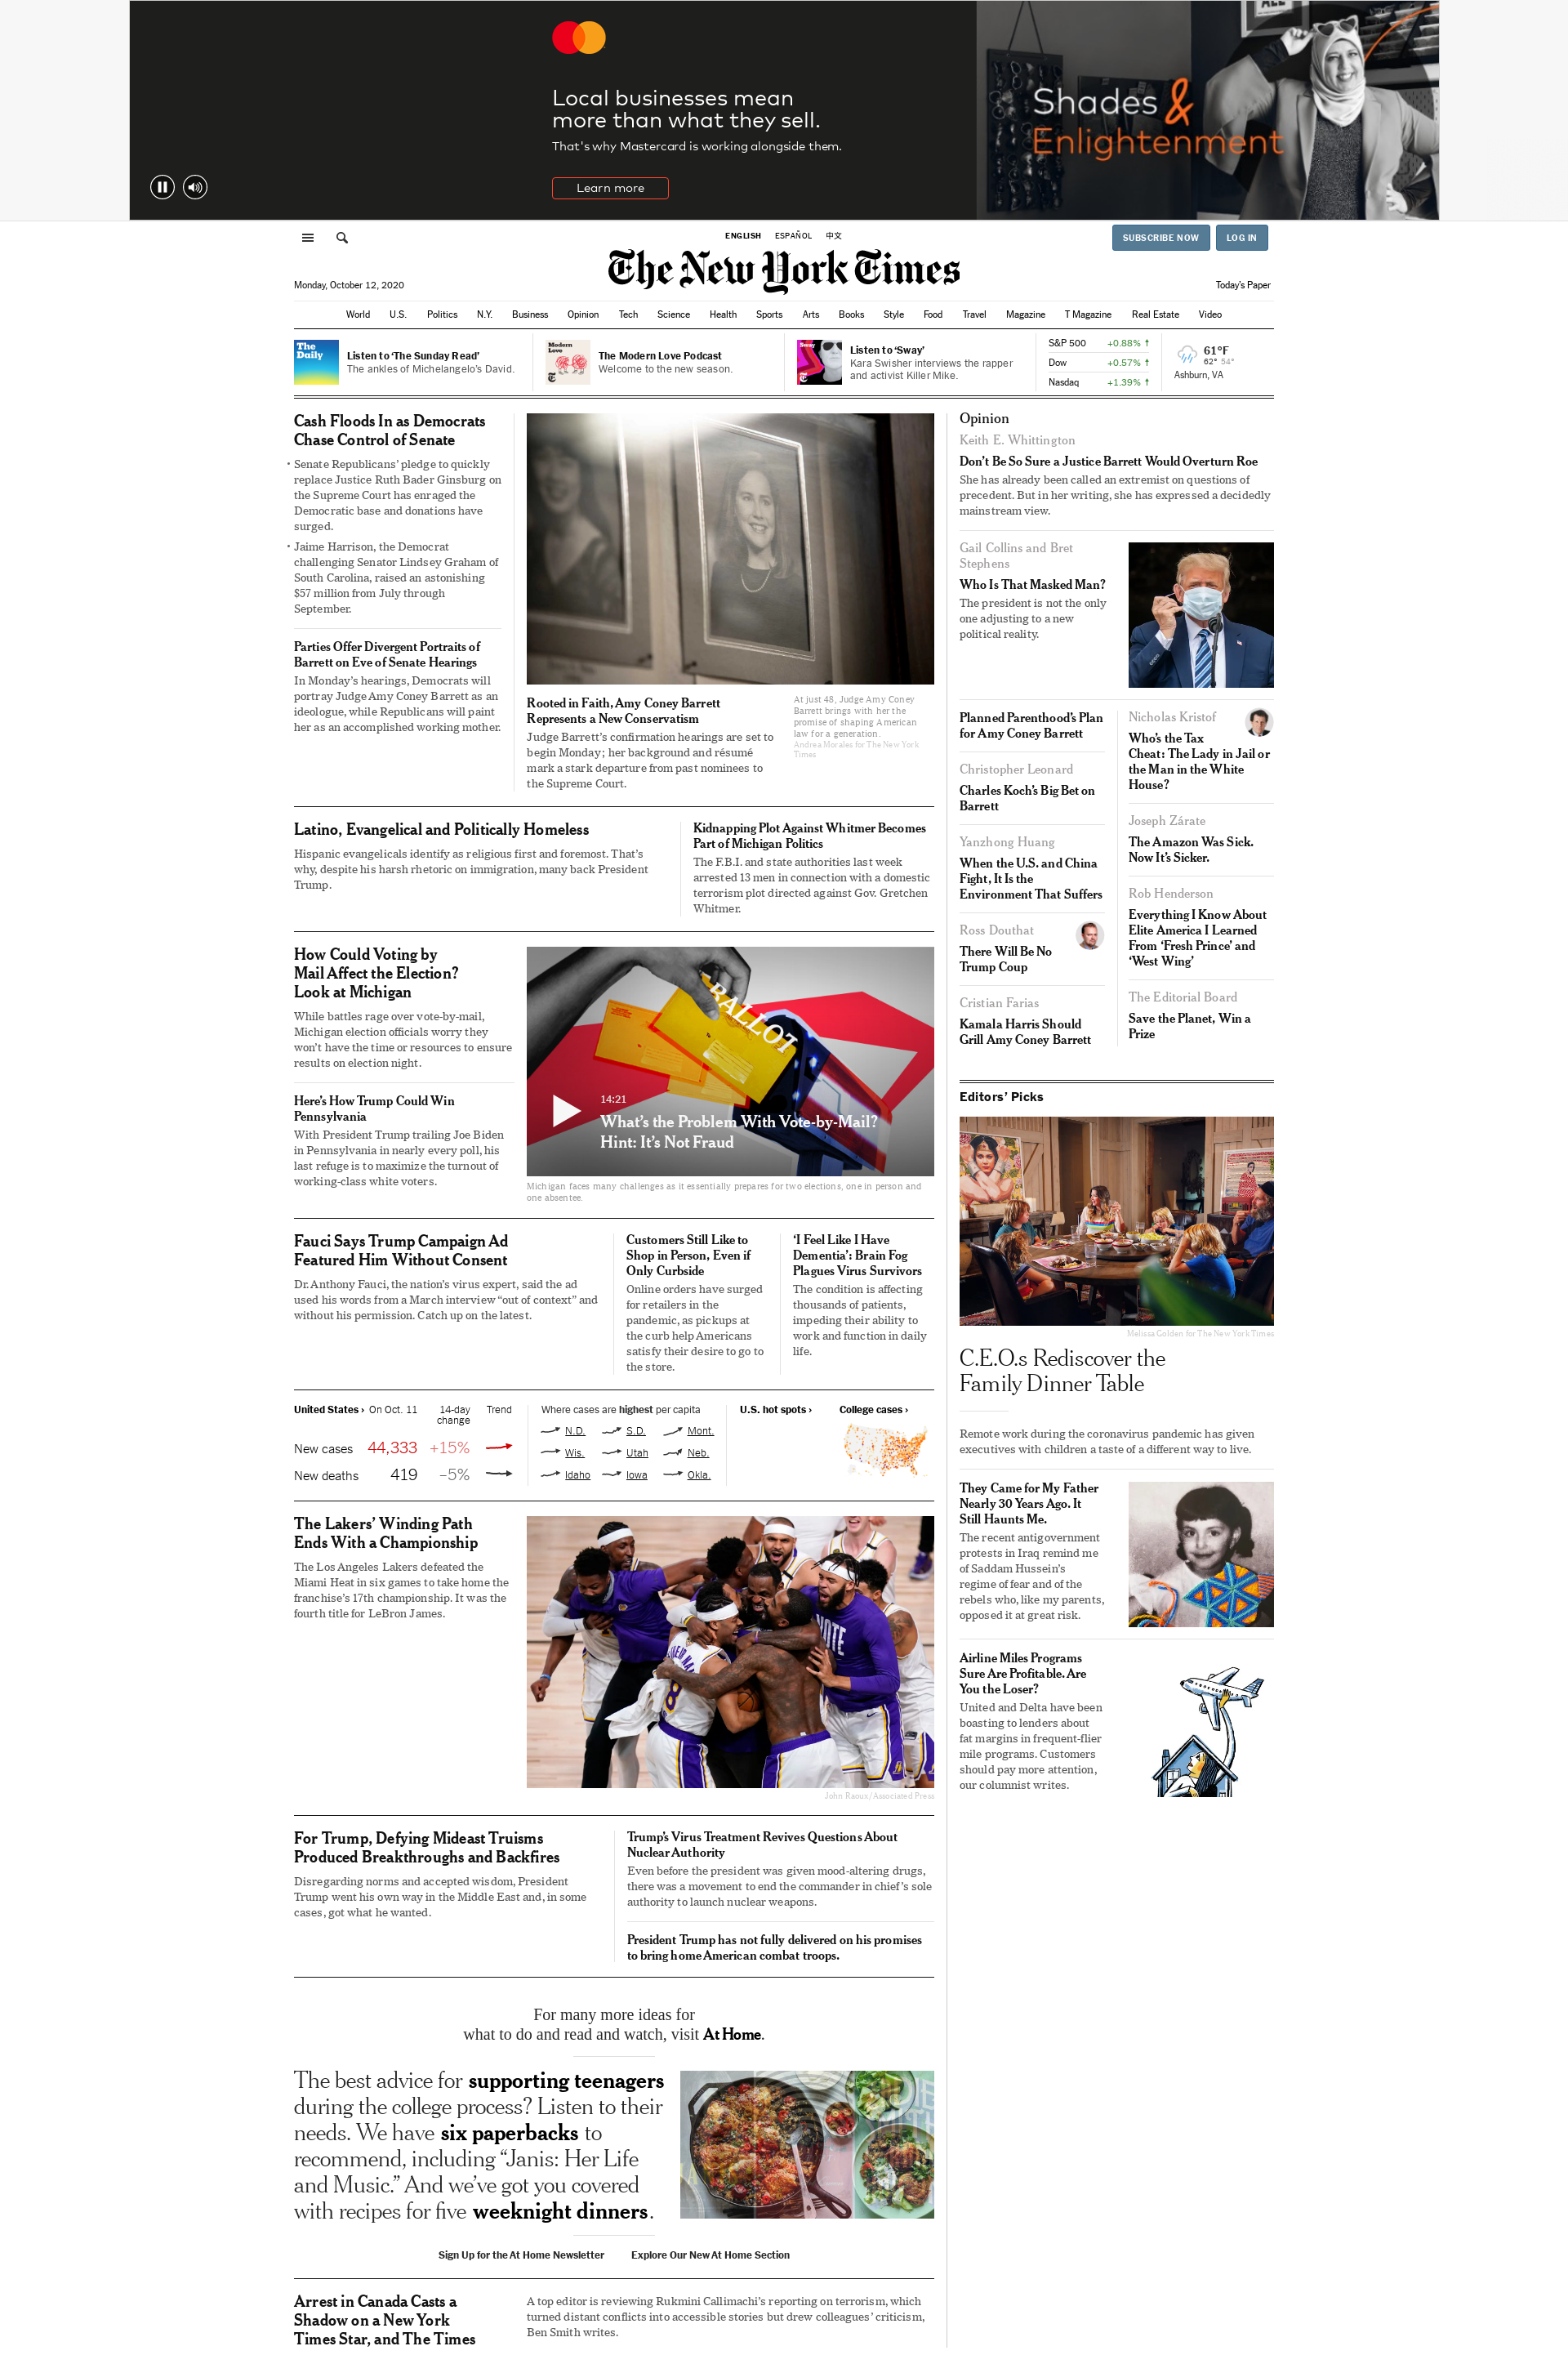 Local businesses mean
more than what they sell.
That's why Mastercard is working alongside them.
Learn more
Shades &
Enlightenment
ENGLISH ESPAÑOL 中文
SUBSCRIBE NOW LOG IN
The New York Times
Monday, October 12, 2020
Today's Paper
World U.S. Politics N.Y. Business Opinion Tech Science Health Sports Arts Books Style Food Travel Magazine T Magazine Real Estate Video
The
Daily
Listen to ‘The Sunday Read’
The ankles of Michelangelo's David.
Modern
Love
The Modern Love Podcast
Welcome to the new season.
Sway
Listen to ‘Sway’
Kara Swisher interviews the rapper
and activist Killer Mike.
S&P 500 +0.88% ↑
Dow +0.57% ↑
Nasdaq +1.39% ↑
61°F
62° 54°
Ashburn, VA
Cash Floods In as Democrats
Chase Control of Senate
• Senate Republicans’ pledge to quickly
replace Justice Ruth Bader Ginsburg on
the Supreme Court has enraged the
Democratic base and donations have
surged.
• Jaime Harrison, the Democrat
challenging Senator Lindsey Graham of
South Carolina, raised an astonishing
$57 million from July through
September.
Parties Offer Divergent Portraits of
Barrett on Eve of Senate Hearings
In Monday’s hearings, Democrats will
portray Judge Amy Coney Barrett as an
ideologue, while Republicans will paint
her as an accomplished working mother.
Rooted in Faith, Amy Coney Barrett
Represents a New Conservatism
Judge Barrett’s confirmation hearings are set to
begin Monday; her background and résumé
mark a stark departure from past nominees to
the Supreme Court.
At just 48, Judge Amy Coney
Barrett brings with her the
promise of shaping American
law for a generation.
Andrea Morales for The New York
Times
Latino, Evangelical and Politically Homeless
Hispanic evangelicals identify as religious first and foremost. That’s
why, despite his harsh rhetoric on immigration, many back President
Trump.
Kidnapping Plot Against Whitmer Becomes
Part of Michigan Politics
The F.B.I. and state authorities last week
arrested 13 men in connection with a domestic
terrorism plot directed against Gov. Gretchen
Whitmer.
How Could Voting by
Mail Affect the Election?
Look at Michigan
While battles rage over vote-by-mail,
Michigan election officials worry they
won’t have the time or resources to ensure
results on election night.
Here’s How Trump Could Win
Pennsylvania
With President Trump trailing Joe Biden
in Pennsylvania in nearly every poll, his
last refuge is to maximize the turnout of
working-class white voters.
BALLOT
14:21
What’s the Problem With Vote-by-Mail?
Hint: It’s Not Fraud
Michigan faces many challenges as it essentially prepares for two elections, one in person and
one absentee.
Fauci Says Trump Campaign Ad
Featured Him Without Consent
Dr. Anthony Fauci, the nation’s virus expert, said the ad
used his words from a March interview “out of context” and
without his permission. Catch up on the latest.
Customers Still Like to
Shop in Person, Even if
Only Curbside
Online orders have surged
for retailers in the
pandemic, as pickups at
the curb help Americans
satisfy their desire to go to
the store.
‘I Feel Like I Have
Dementia’: Brain Fog
Plagues Virus Survivors
The condition is affecting
thousands of patients,
impeding their ability to
work and function in daily
life.
United States › On Oct. 11 14-day
change Trend
New cases 44,333 +15%
New deaths 419 –5%
Where cases are highest per capita
N.D. S.D. Mont.
Wis. Utah Neb.
Idaho Iowa Okla.
U.S. hot spots ›
College cases ›
The Lakers’ Winding Path
Ends With a Championship
The Los Angeles Lakers defeated the
Miami Heat in six games to take home the
franchise’s 17th championship. It was the
fourth title for LeBron James.
VOTE
John Raoux/Associated Press
For Trump, Defying Mideast Truisms
Produced Breakthroughs and Backfires
Disregarding norms and accepted wisdom, President
Trump went his own way in the Middle East and, in some
cases, got what he wanted.
Trump’s Virus Treatment Revives Questions About
Nuclear Authority
Even before the president was given mood-altering drugs,
there was a movement to end the commander in chief’s sole
authority to launch nuclear weapons.
President Trump has not fully delivered on his promises
to bring home American combat troops.
For many more ideas for
what to do and read and watch, visit At Home.
The best advice for supporting teenagers
during the college process? Listen to their
needs. We have six paperbacks to
recommend, including “Janis: Her Life
and Music.” And we’ve got you covered
with recipes for five weeknight dinners.
Sign Up for the At Home Newsletter Explore Our New At Home Section
Arrest in Canada Casts a
Shadow on a New York
Times Star, and The Times
A top editor is reviewing Rukmini Callimachi’s reporting on terrorism, which
turned distant conflicts into accessible stories but drew colleagues’ criticism,
Ben Smith writes.
Opinion
Keith E. Whittington
Don’t Be So Sure a Justice Barrett Would Overturn Roe
She has already been called an extremist on questions of
precedent. But in her writing, she has expressed a decidedly
mainstream view.
Gail Collins and Bret
Stephens
Who Is That Masked Man?
The president is not the only
one adjusting to a new
political reality.
Planned Parenthood’s Plan
for Amy Coney Barrett
Christopher Leonard
Charles Koch’s Big Bet on
Barrett
Yanzhong Huang
When the U.S. and China
Fight, It Is the
Environment That Suffers
Ross Douthat
There Will Be No
Trump Coup
Cristian Farias
Kamala Harris Should
Grill Amy Coney Barrett
Nicholas Kristof
Who’s the Tax
Cheat: The Lady in Jail or
the Man in the White
House?
Joseph Zárate
The Amazon Was Sick.
Now It’s Sicker.
Rob Henderson
Everything I Know About
Elite America I Learned
From ‘Fresh Prince’ and
‘West Wing’
The Editorial Board
Save the Planet, Win a
Prize
Editors’ Picks
Melissa Golden for The New York Times
C.E.O.s Rediscover the
Family Dinner Table
Remote work during the coronavirus pandemic has given
executives with children a taste of a different way to live.
They Came for My Father
Nearly 30 Years Ago. It
Still Haunts Me.
The recent antigovernment
protests in Iraq remind me
of Saddam Hussein’s
regime of fear and of the
rebels who, like my parents,
opposed it at great risk.
Airline Miles Programs
Sure Are Profitable. Are
You the Loser?
United and Delta have been
boasting to lenders about
fat margins in frequent-flier
mile programs. Customers
should pay more attention,
our columnist writes.